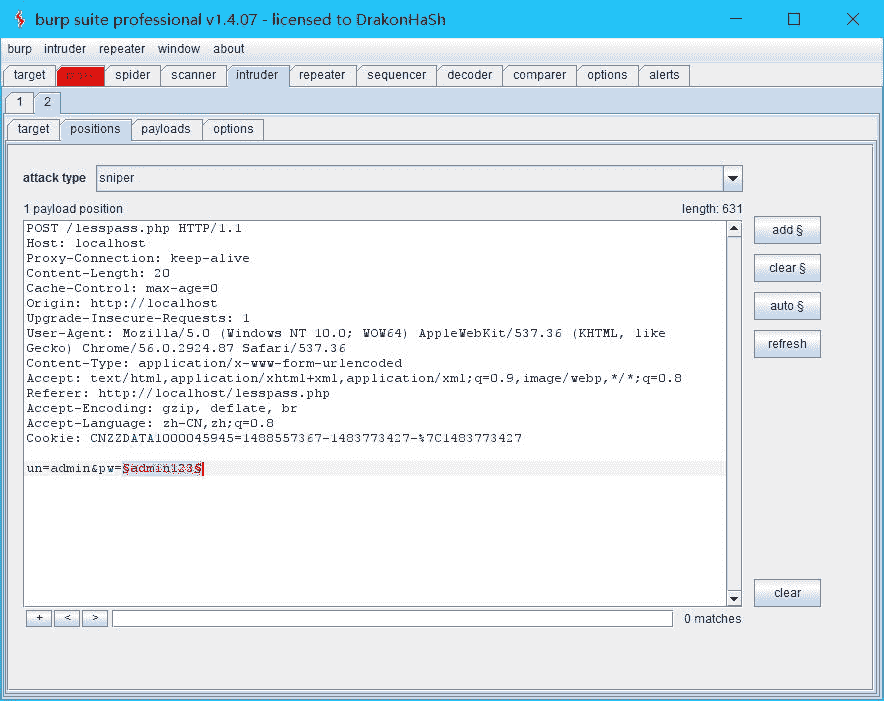 burp suite professional v1.4.07 - licensed to DrakonHaSh
burp intruder repeater window about
target spider scanner intruder repeater sequencer decoder comparer options alerts
1 2
target positions payloads options
attack type sniper
1 payload position length: 631
POST /lesspass.php HTTP/1.1
Host: localhost
Proxy-Connection: keep-alive
Content-Length: 20
Cache-Control: max-age=0
Origin: http://localhost
Upgrade-Insecure-Requests: 1
User-Agent: Mozilla/5.0 (Windows NT 10.0; WOW64) AppleWebKit/537.36 (KHTML, like
Gecko) Chrome/56.0.2924.87 Safari/537.36
Content-Type: application/x-www-form-urlencoded
Accept: text/html,application/xhtml+xml,application/xml;q=0.9,image/webp,*/*;q=0.8
Referer: http://localhost/lesspass.php
Accept-Encoding: gzip, deflate, br
Accept-Language: zh-CN,zh;q=0.8
Cookie: CNZZDATA1000045945=1488557367-1483773427-%7C1483773427
un=admin&pw=§admin123§
add §
clear §
auto §
refresh
clear
+ < > 0 matches